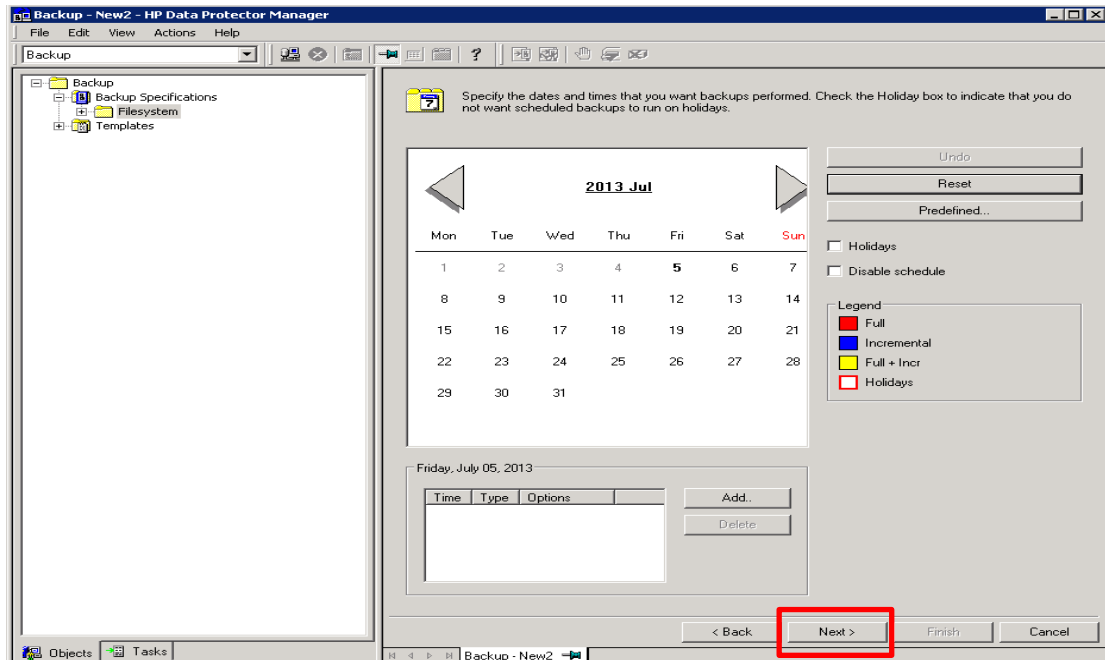 Backup - New2 - HP Data Protector Manager
File Edit View Actions Help
Backup
?
Backup
Backup Specifications
Filesystem
Templates
Specify the dates and times that you want backups performed. Check the Holiday box to indicate that you do
not want scheduled backups to run on holidays.
7
2013 Jul
Mon Tue Wed Thu Fri Sat Sun
1 2 3 4 5 6 7
8 9 10 11 12 13 14
15 16 17 18 19 20 21
22 23 24 25 26 27 28
29 30 31
Undo
Reset
Predefined...
Holidays
Disable schedule
Legend
Full
Incremental
Full + Incr
Holidays
Friday, July 05, 2013
Time Type Options
Add..
Delete
< Back Next > Finish Cancel
Objects Tasks
Backup - New2